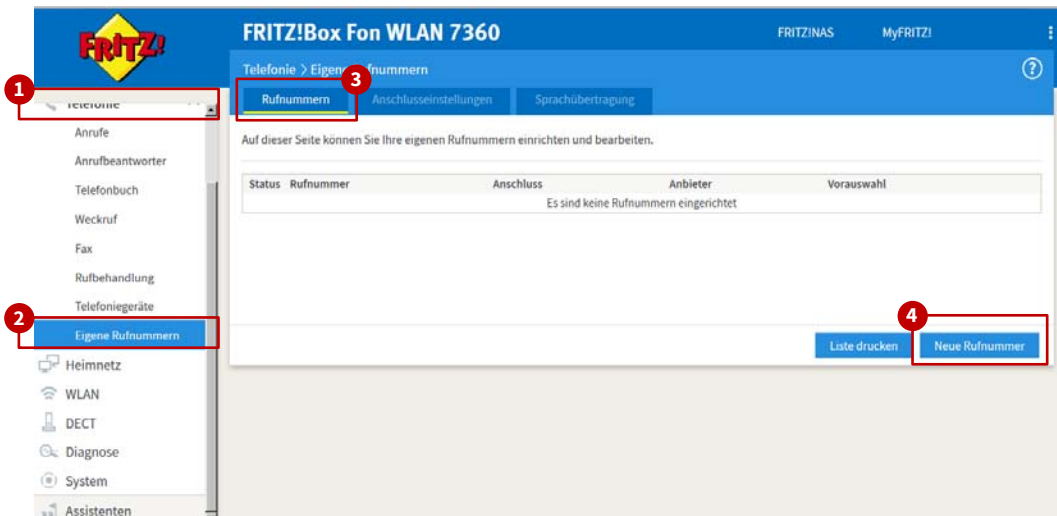 FRITZ!
FRITZ!Box Fon WLAN 7360
FRITZ!NAS
MyFRITZ!
Telefonie > Eigene Rufnummern
3
1
Telefonie
Rufnummern
Anschlusseinstellungen
Sprachübertragung
Anrufe
Auf dieser Seite können Sie Ihre eigenen Rufnummern einrichten und bearbeiten.
Anrufbeantworter
Status Rufnummer Anschluss Anbieter Vorauswahl
Es sind keine Rufnummern eingerichtet
Telefonbuch
Weckruf
Fax
Rufbehandlung
Telefoniegeräte
2
4
Eigene Rufnummern
Liste drucken
Neue Rufnummer
Heimnetz
WLAN
DECT
Diagnose
System
Assistenten